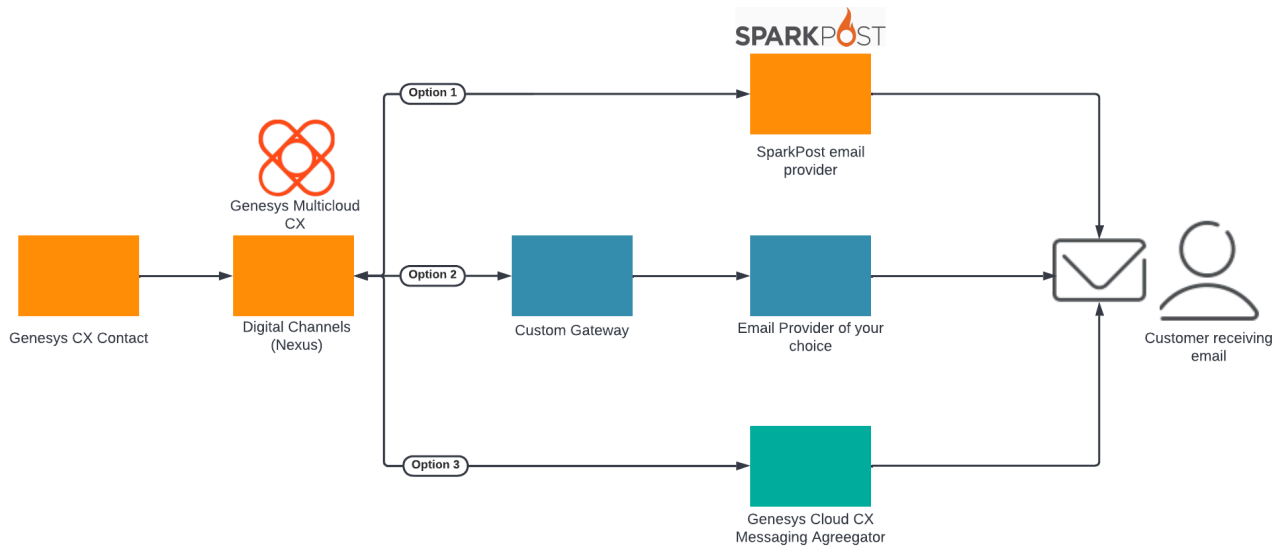 SPARKPOST
Option 1
SparkPost email
provider
Genesys Multicloud
CX
Genesys CX Contact
Digital Channels
(Nexus)
Option 2
Custom Gateway
Email Provider of your
choice
Customer receiving
email
Option 3
Genesys Cloud CX
Messaging Agreegator